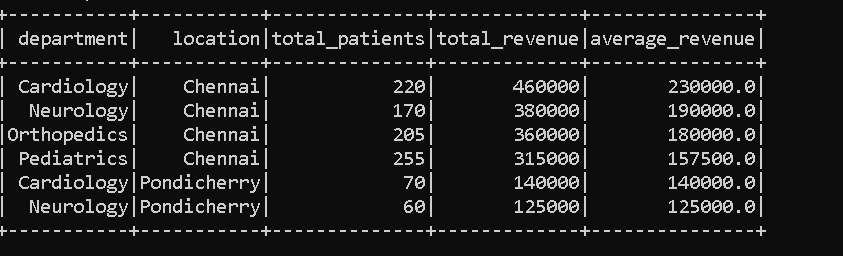 +-----------+-----------+--------------+-------------+---------------+
| department|   location|total_patients|total_revenue|average_revenue|
+-----------+-----------+--------------+-------------+---------------+
| Cardiology|    Chennai|           220|       460000|       230000.0|
|  Neurology|    Chennai|           170|       380000|       190000.0|
|Orthopedics|    Chennai|           205|       360000|       180000.0|
| Pediatrics|    Chennai|           255|       315000|       157500.0|
| Cardiology|Pondicherry|            70|       140000|       140000.0|
|  Neurology|Pondicherry|            60|       125000|       125000.0|
+-----------+-----------+--------------+-------------+---------------+